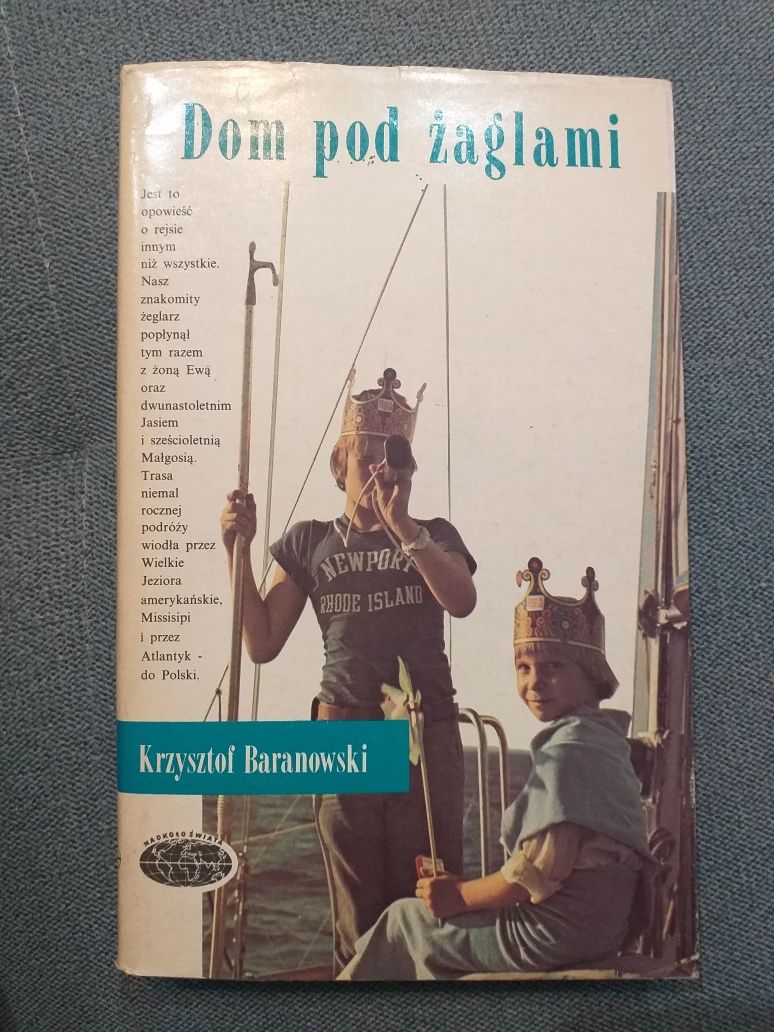 Dom pod żaglami
Jest to
opowieść
o rejsie
innym
niż wszystkie.
Nasz
znakomity
żeglarz
popłynął
tym razem
z żoną Ewą
oraz
dwunastoletnim
Jasiem
i sześcioletnią
Małgosią.
Trasa
niemal
rocznej
podróży
wiodła przez
Wielkie
Jeziora
amerykańskie,
Missisipi
i przez
Atlantyk -
do Polski.
NEWPORT
RHODE ISLAND
Krzysztof Baranowski
NAOKOŁO ŚWIATA